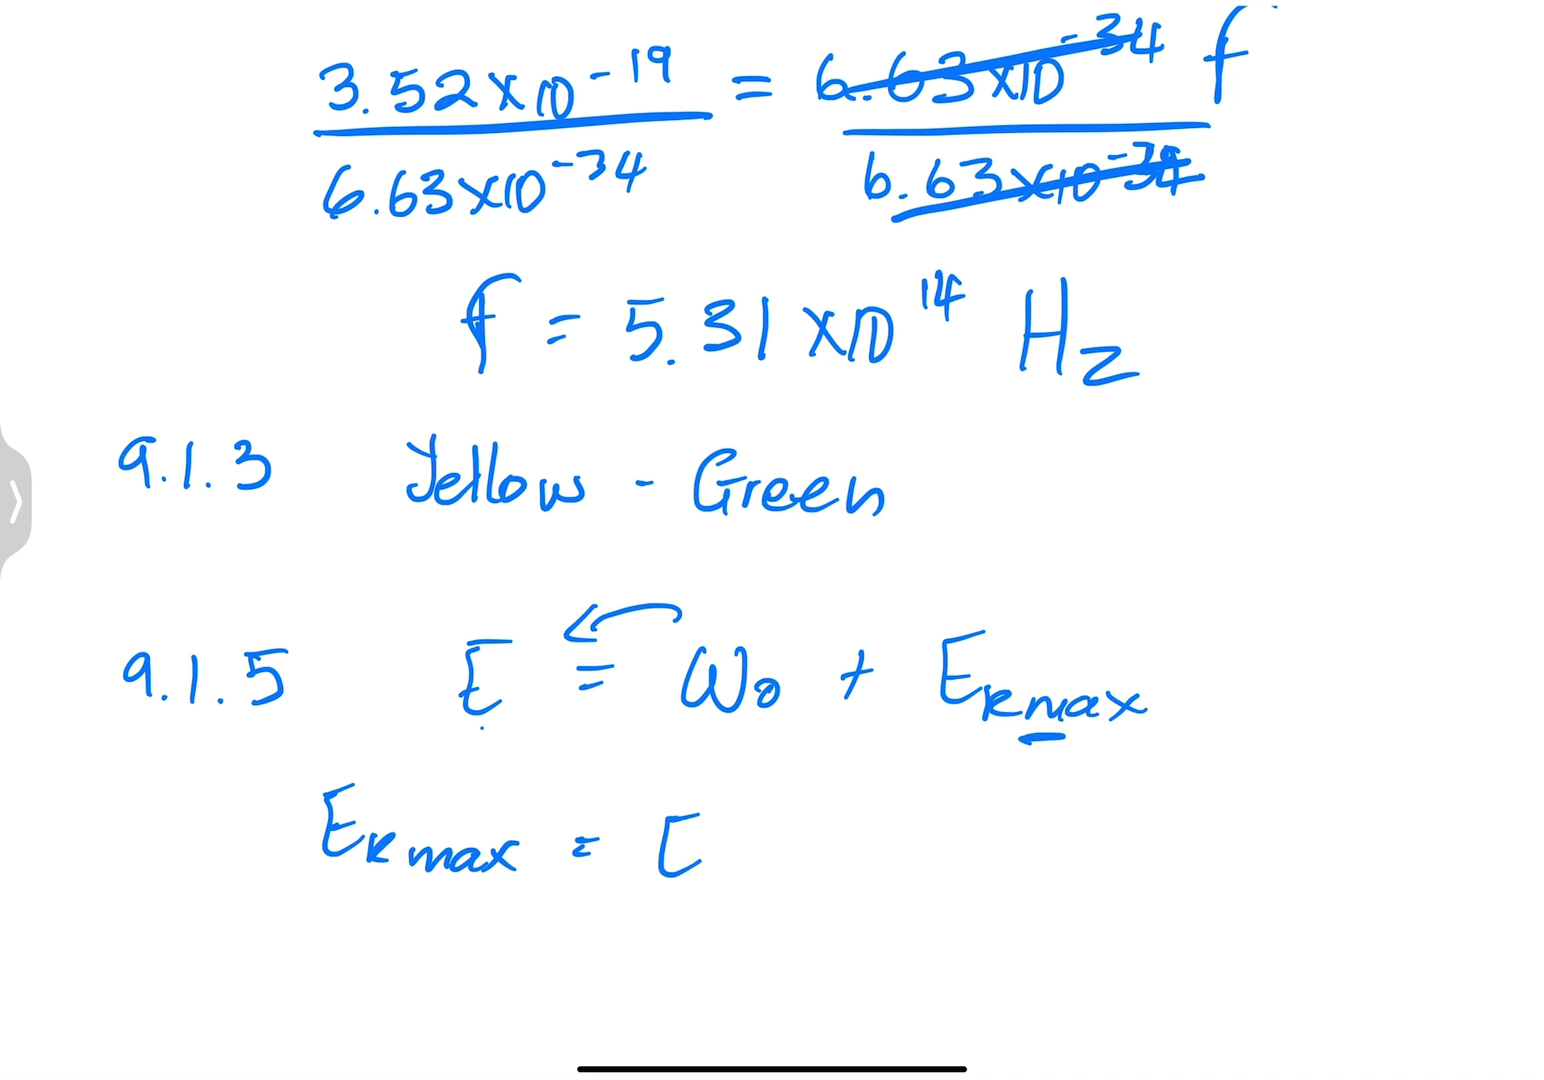 3.52×10⁻¹⁹ = 6.63×10⁻³⁴ f
6.63×10⁻³⁴ 6.63×10⁻³⁴
f = 5.31×10¹⁴ Hz
9.1.3 Yellow - Green
9.1.5 E = W₀ + EKmax
EKmax = E